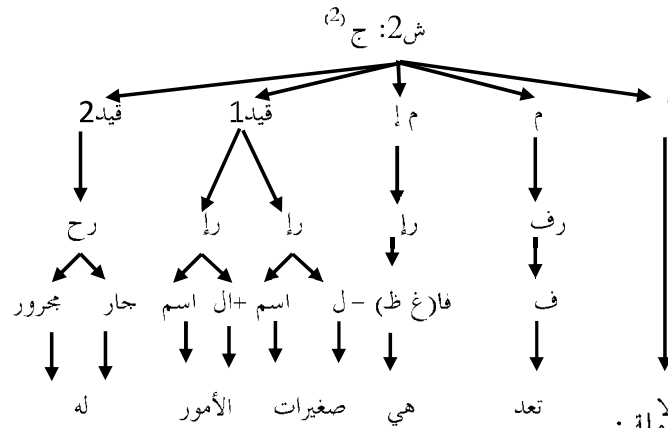 ش2: ج (2)
م م إ قيد1 قيد2
رف رإ رإ رإ رح
ف فا(غ ظ) – ل اسم +ال اسم جار مجرور
تعد هي صغيرات الأمور له